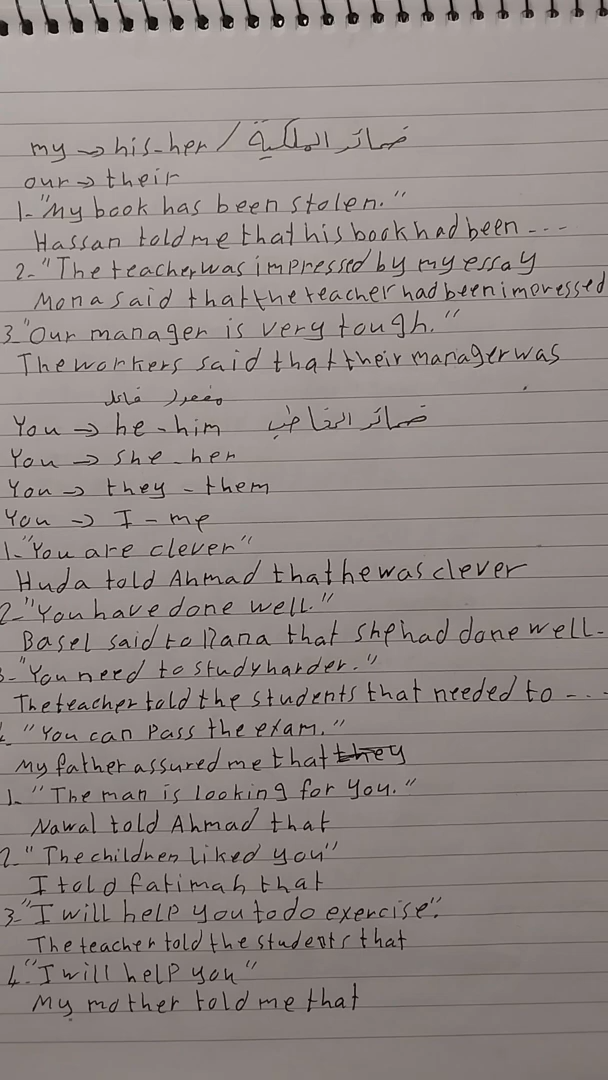 my → his - her / ضمائر الملكية
our → their
1- "My book has been stolen."
Hassan told me that his book had been ...
2- "The teacher was impressed by my essay
Mona said that the teacher had been impressed
3 "Our manager is very tough."
The workers said that their manager was
مفعول فاعل
You → he - him ضمائر المخاطب
You → she - her
You → they - them
You → I - me
1- "You are clever"
Huda told Ahmad that he was clever
2- "You have done well."
Basel said to Rana that she had done well -
3- "You need to study harder."
The teacher told the students that needed to ...
4. "You can pass the exam."
My father assured me that they
1- "The man is looking for you."
Nawal told Ahmad that
2- "The children liked you"
I told fatimah that
3- "I will help you to do exercise".
The teacher told the students that
4- "I will help you"
My mother told me that